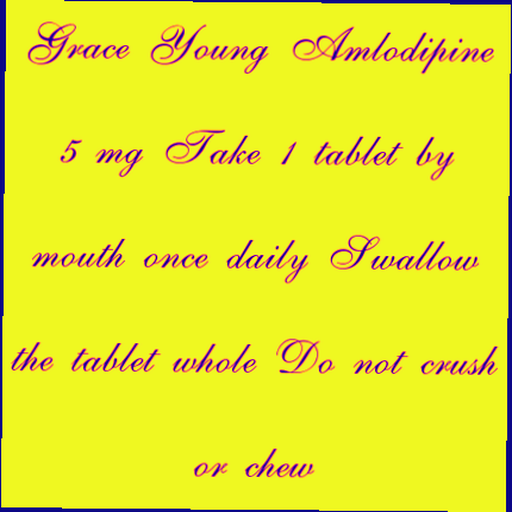 Grace Young Amlodipine
5 mg Take 1 tablet by
mouth once daily Swallow
the tablet whole Do not crush
or chew